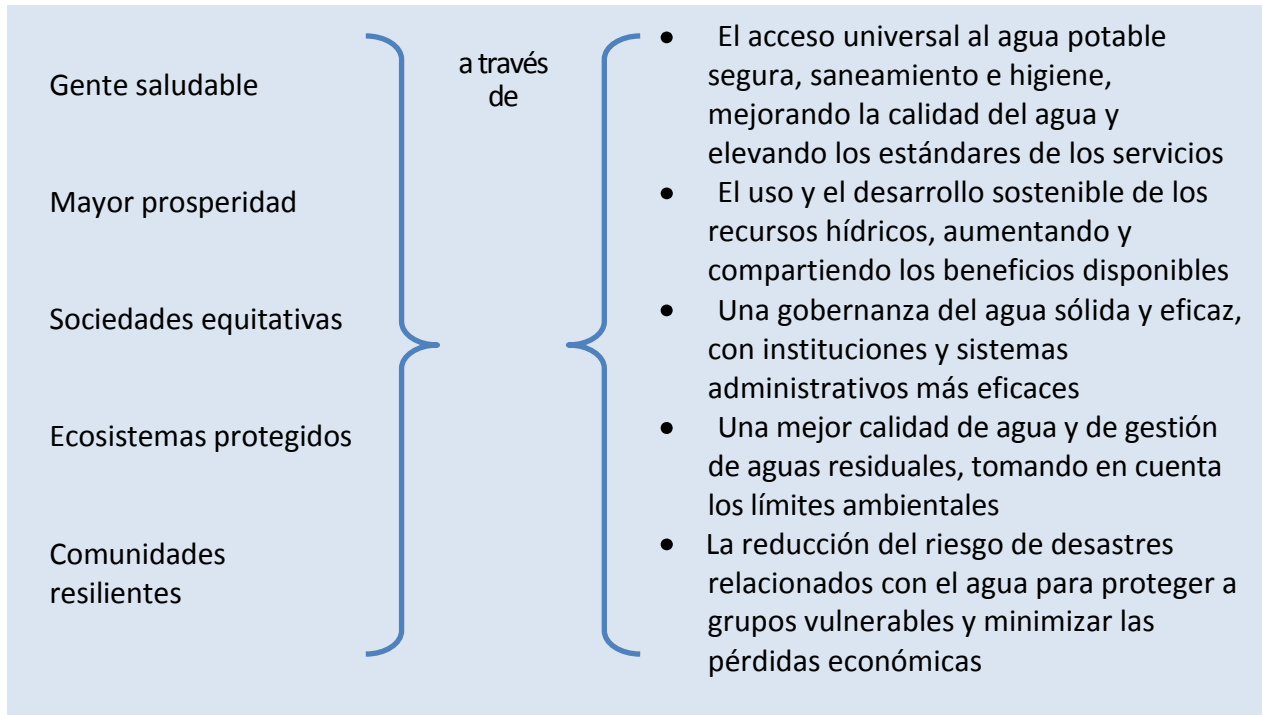 Gente saludable
Mayor prosperidad
Sociedades equitativas
Ecosistemas protegidos
Comunidades
resilientes
a través
de
• El acceso universal al agua potable
segura, saneamiento e higiene,
mejorando la calidad del agua y
elevando los estándares de los servicios
• El uso y el desarrollo sostenible de los
recursos hídricos, aumentando y
compartiendo los beneficios disponibles
• Una gobernanza del agua sólida y eficaz,
con instituciones y sistemas
administrativos más eficaces
• Una mejor calidad de agua y de gestión
de aguas residuales, tomando en cuenta
los límites ambientales
• La reducción del riesgo de desastres
relacionados con el agua para proteger a
grupos vulnerables y minimizar las
pérdidas económicas